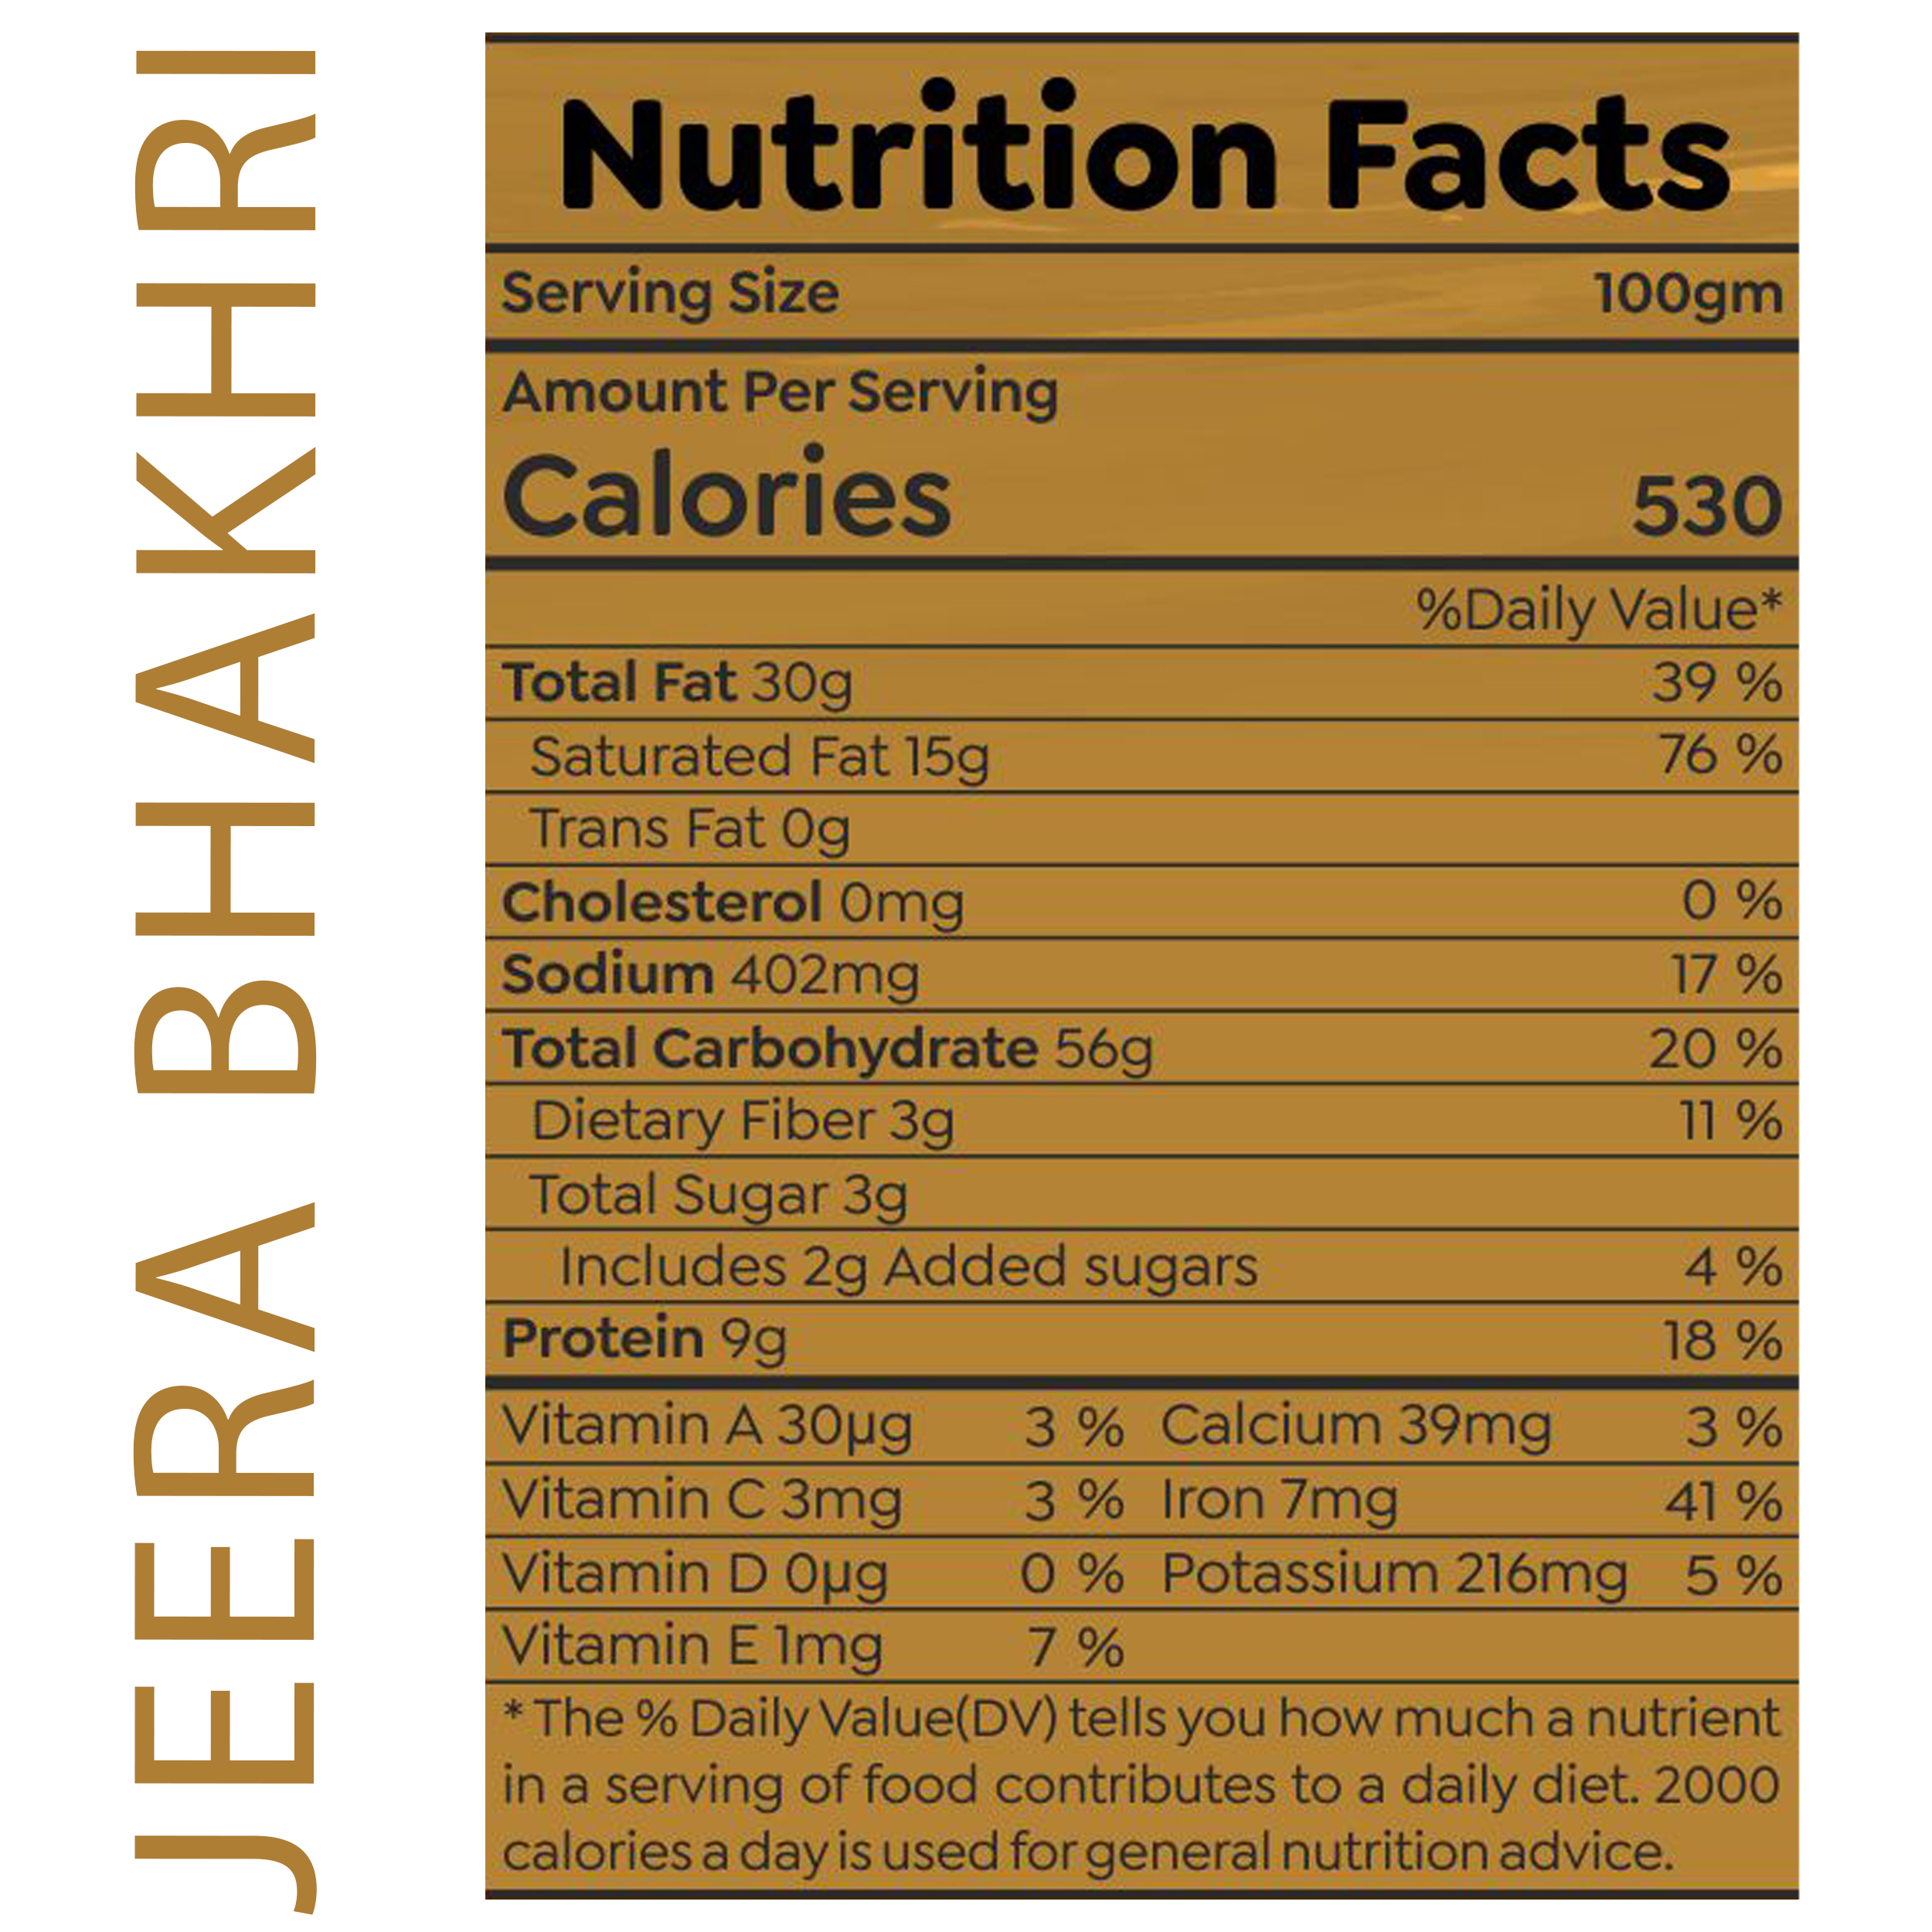 JEERA BHAKHRI
Nutrition Facts
Serving Size 100gm
Amount Per Serving
Calories 530
%Daily Value*
Total Fat 30g 39 %
Saturated Fat 15g 76 %
Trans Fat 0g
Cholesterol 0mg 0 %
Sodium 402mg 17 %
Total Carbohydrate 56g 20 %
Dietary Fiber 3g 11 %
Total Sugar 3g
Includes 2g Added sugars 4 %
Protein 9g 18 %
Vitamin A 30μg 3 % Calcium 39mg 3 %
Vitamin C 3mg 3 % Iron 7mg 41 %
Vitamin D 0μg 0 % Potassium 216mg 5 %
Vitamin E 1mg 7 %
* The % Daily Value(DV) tells you how much a nutrient
in a serving of food contributes to a daily diet. 2000
calories a day is used for general nutrition advice.